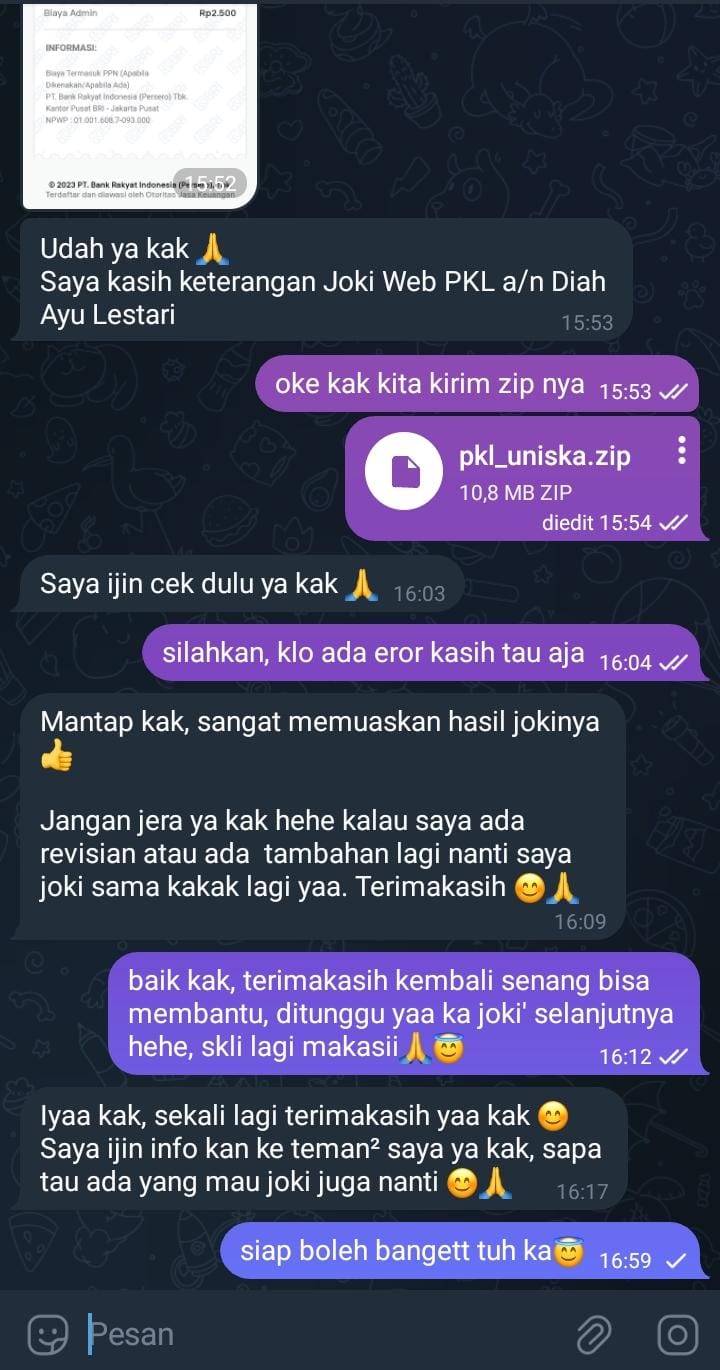 Biaya Admin Rp2.500
INFORMASI:
Biaya Termasuk PPN (Apabila
Dikenakan/Apabila Ada)
PT. Bank Rakyat Indonesia (Persero) Tbk.
Kantor Pusat BRI - Jakarta Pusat
NPWP : 01.001.608.7-093.000
© 2023 PT. Bank Rakyat Indonesia (Persero)
15:52
Terdaftar dan diawasi oleh Otoritas Jasa Keuangan
Udah ya kak 🙏
Saya kasih keterangan Joki Web PKL a/n Diah
Ayu Lestari
15:53
oke kak kita kirim zip nya 15:53
pkl_uniska.zip
10,8 MB ZIP
diedit 15:54
Saya ijin cek dulu ya kak 🙏 16:03
silahkan, klo ada eror kasih tau aja 16:04
Mantap kak, sangat memuaskan hasil jokinya
👍
Jangan jera ya kak hehe kalau saya ada
revisian atau ada tambahan lagi nanti saya
joki sama kakak lagi yaa. Terimakasih 😊🙏
16:09
baik kak, terimakasih kembali senang bisa
membantu, ditunggu yaa ka joki' selanjutnya
hehe, skli lagi makasii🙏😇 16:12
Iyaa kak, sekali lagi terimakasih yaa kak 😊
Saya ijin info kan ke teman² saya ya kak, sapa
tau ada yang mau joki juga nanti 😊🙏 16:17
siap boleh bangett tuh ka😇 16:59
Pesan